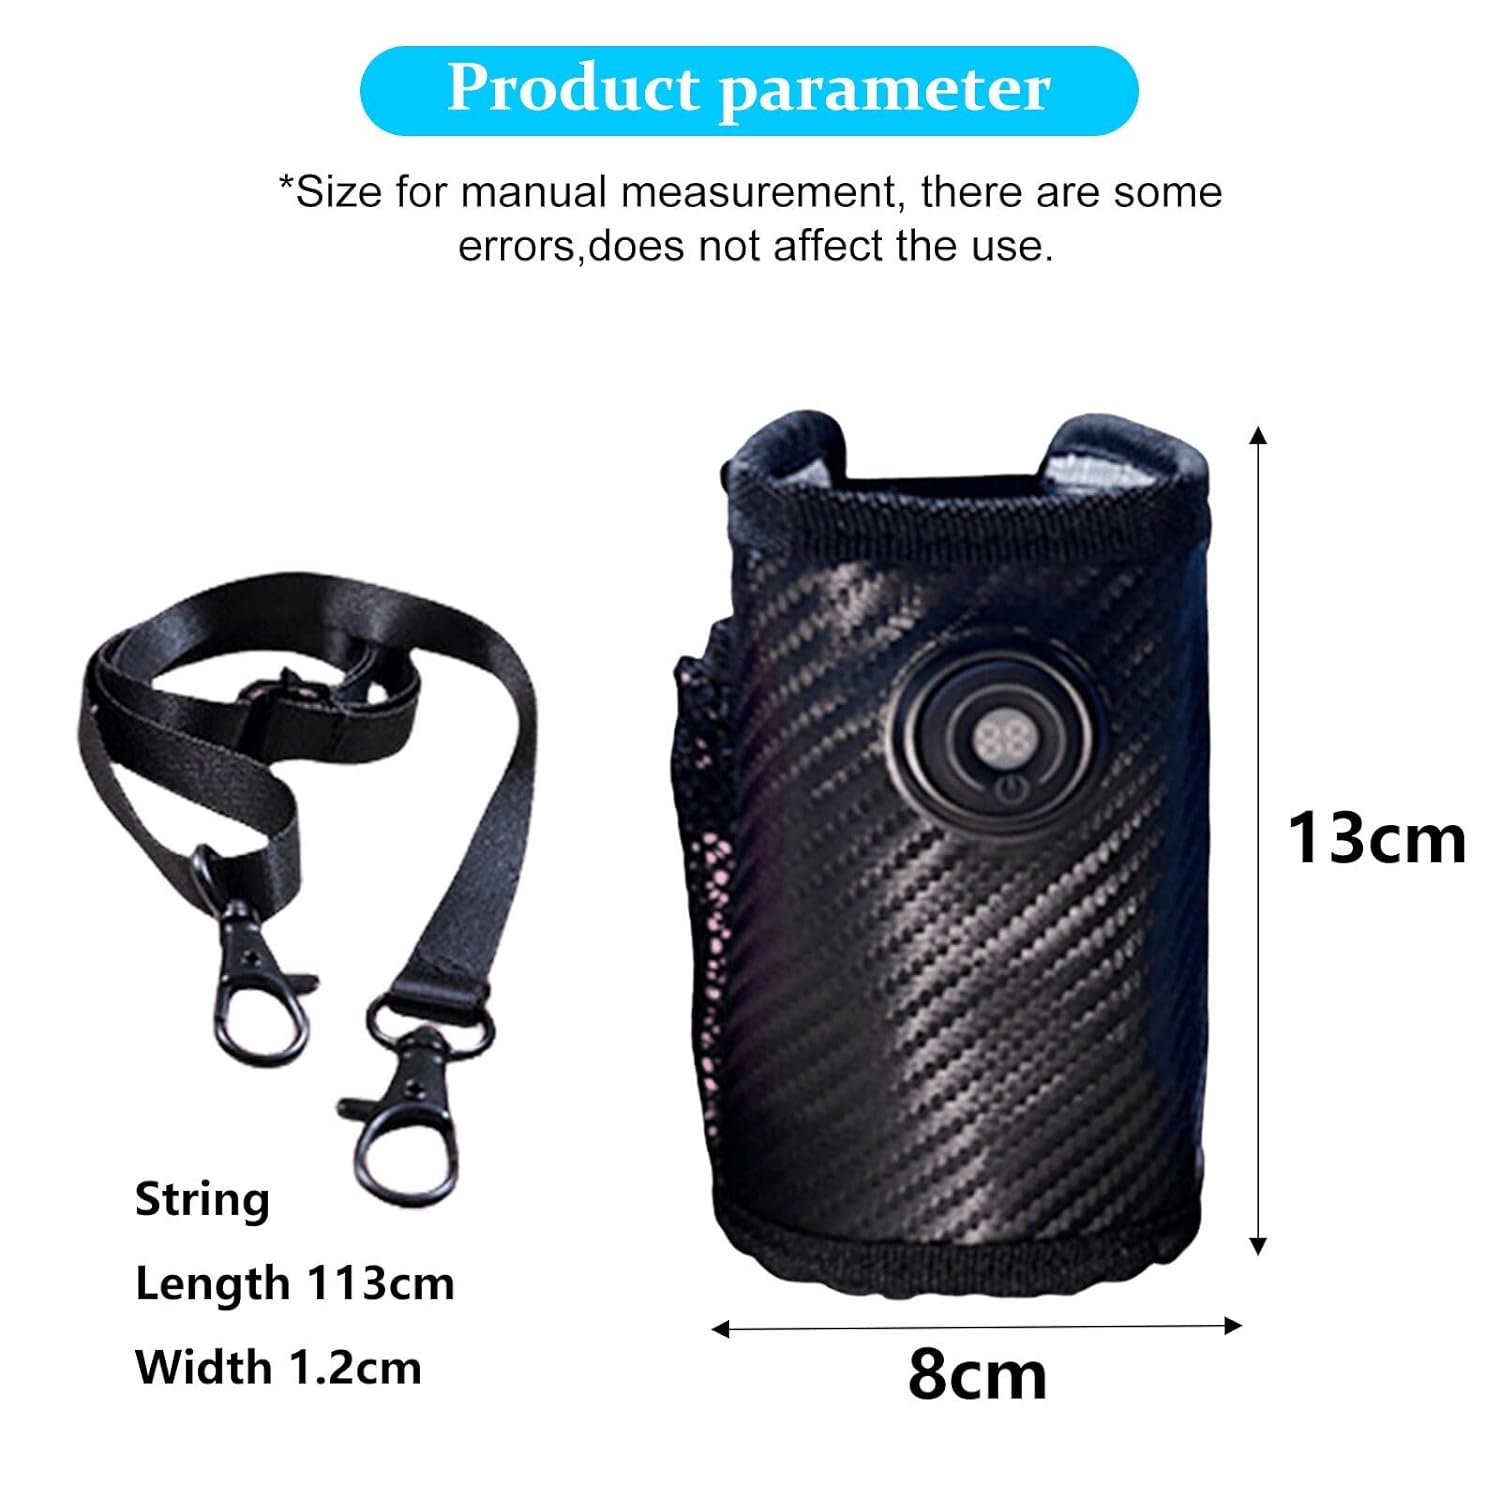 Product parameter
*Size for manual measurement, there are some
errors,does not affect the use.
13cm
String
Length 113cm
Width 1.2cm
8cm
88